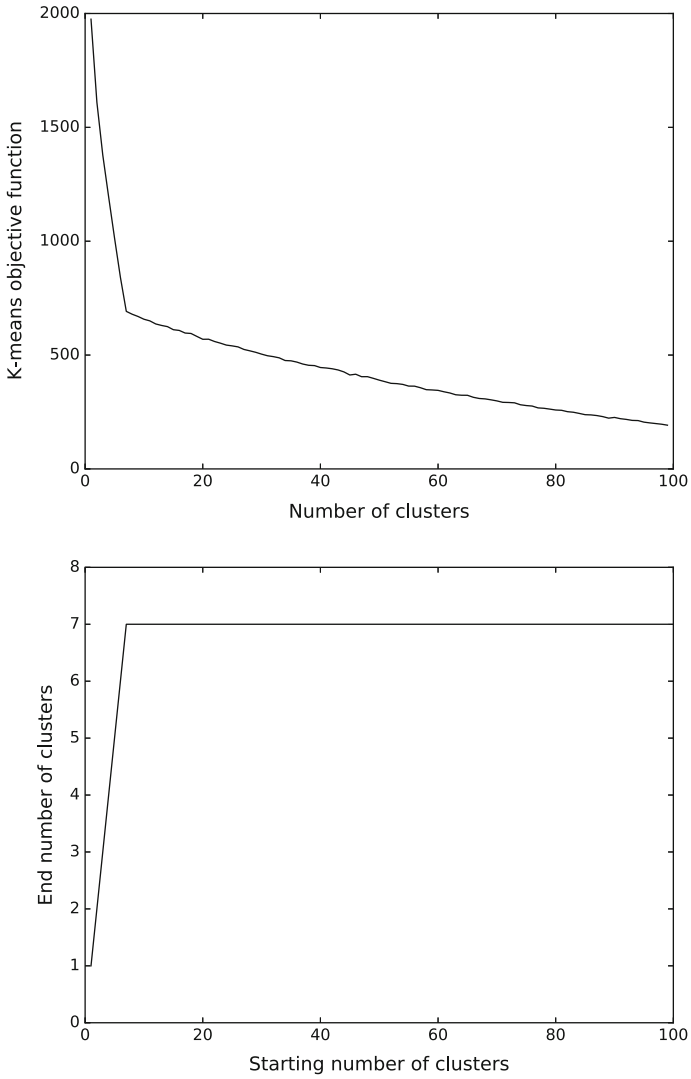 2000
1500
1000
500
0
K-means objective function
0 20 40 60 80 100
Number of clusters
8
7
6
5
4
3
2
1
0
End number of clusters
0 20 40 60 80 100
Starting number of clusters